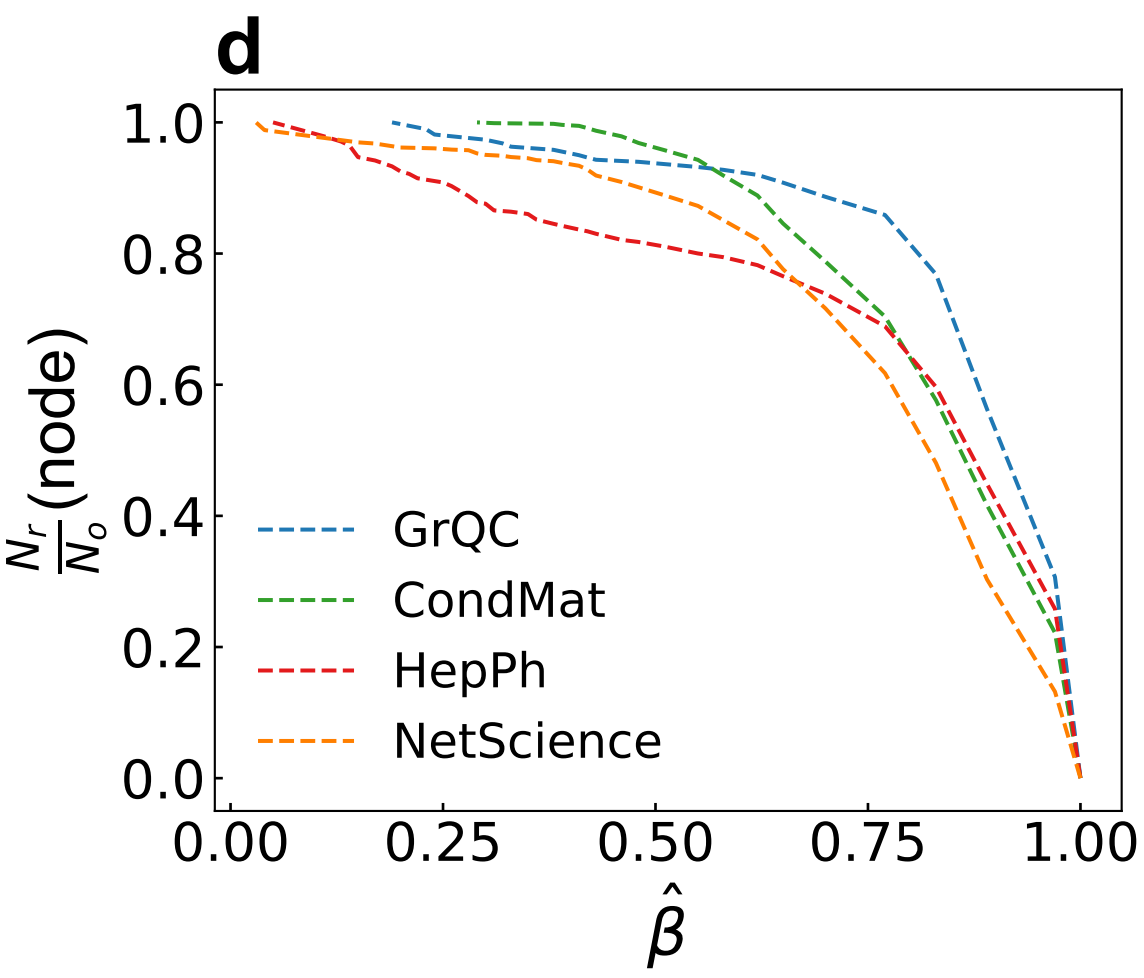 d
1.0
0.8
0.6
0.4
0.2
0.0
N_r/N_o (node)
GrQC
CondMat
HepPh
NetScience
0.00 0.25 0.50 0.75 1.00
β̂